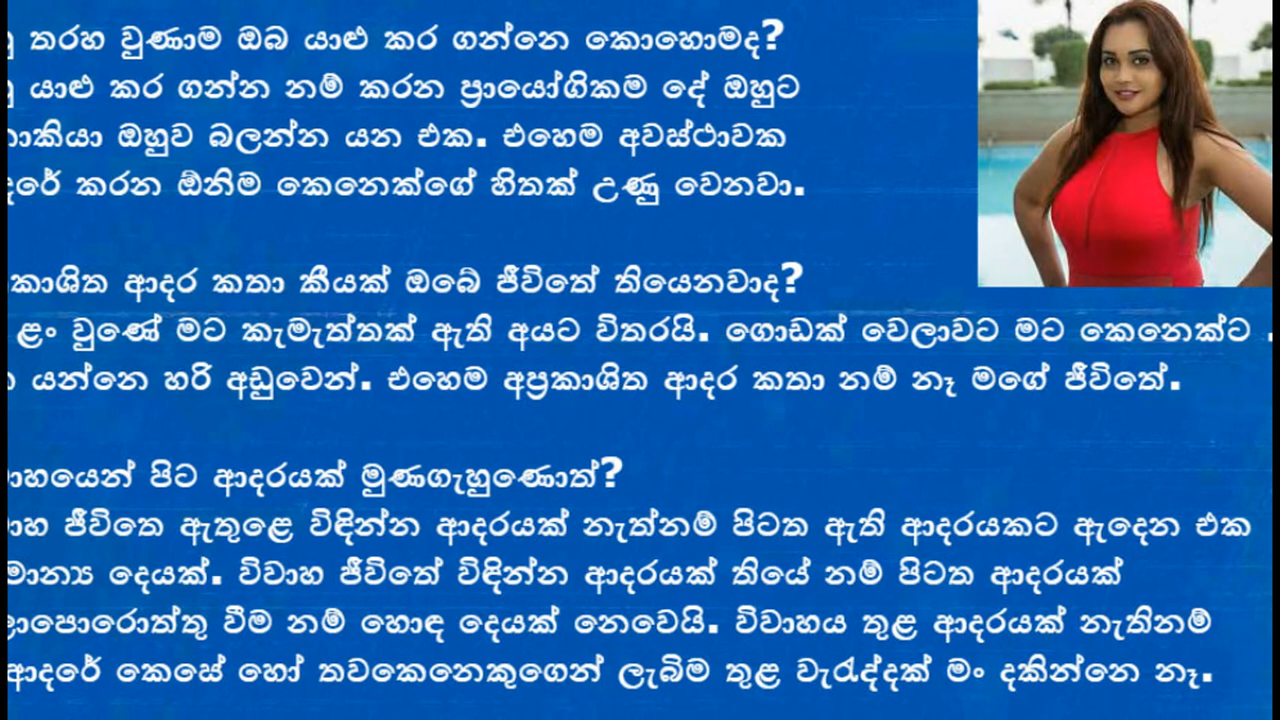 තරහ වුණාම ඔබ යාළු කර ගන්නෙ කොහොමද?
යාළු කර ගන්න නම් කරන ප්‍රායෝගිකම දේ ඔහුට
ඔහුව බලන්න යන එක. එහෙම අවස්ථාවක
කරන ඕනිම කෙනෙක්ගේ හිතක් උණු වෙනවා.
ආදර කතා කීයක් ඔබේ ජීවිතේ තියෙනවාද?
ළං වුණේ මට කැමැත්තක් ඇති අයට විතරයි. ගොඩක් වෙලාවට මට කෙනෙක්ට
යන්නෙ හරි අඩුවෙන්. එහෙම අප්‍රකාශිත ආදර කතා නම් නෑ මගේ ජීවිතේ.
පිට ආදරයක් මුණගැහුණොත්?
ජීවිතෙ ඇතුළෙ විඳින්න ආදරයක් නැත්නම් පිටත ඇති ආදරයකට ඇදෙන එක
දෙයක්. විවාහ ජීවිතේ විඳින්න ආදරයක් තියේ නම් පිටත ආදරයක්
වීම නම් හොඳ දෙයක් නෙවෙයි. විවාහය තුළ ආදරයක් නැතිනම්
ආදරේ කෙසේ හෝ තවකෙනෙකුගෙන් ලැබිම තුළ වැරැද්දක් මං දකින්නෙ නෑ.